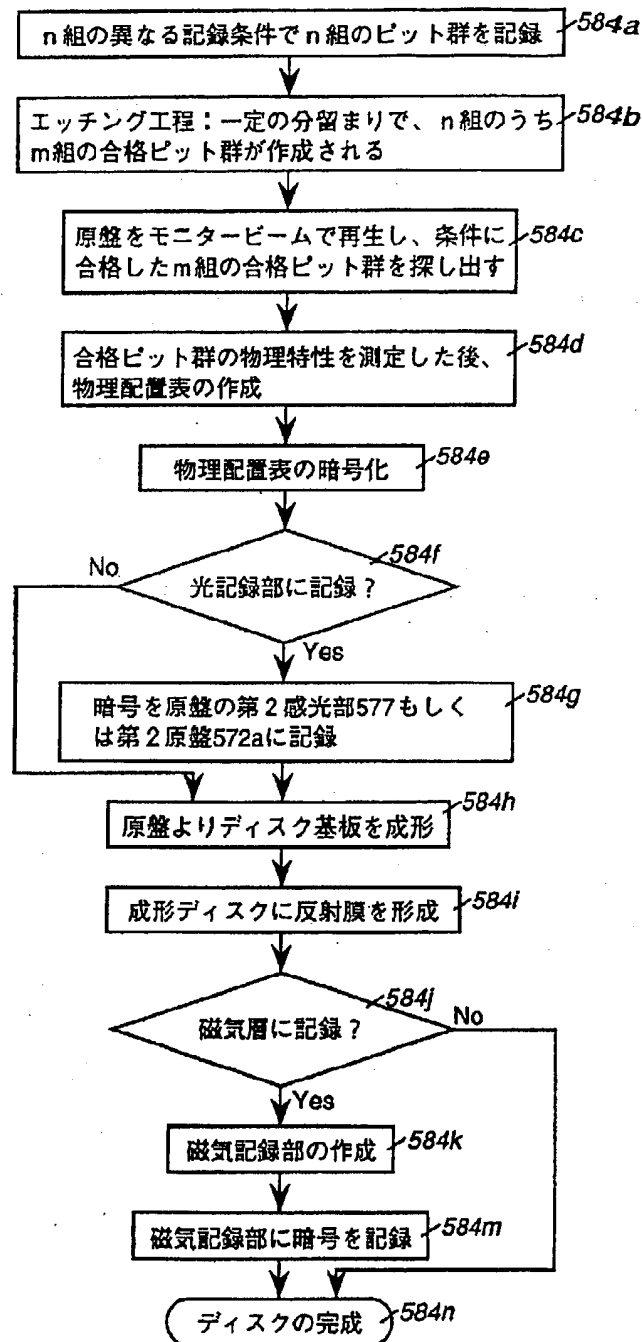 n組の異なる記録条件でn組のピット群を記録
584a
エッチング工程：一定の分留まりで、n組のうち
m組の合格ピット群が作成される
584b
原盤をモニタービームで再生し、条件に
合格したm組の合格ピット群を探し出す
584c
合格ピット群の物理特性を測定した後、
物理配置表の作成
584d
物理配置表の暗号化
584e
光記録部に記録？
584f
No
Yes
暗号を原盤の第2感光部577もしく
は第2原盤572aに記録
584g
原盤よりディスク基板を成形
584h
成形ディスクに反射膜を形成
584i
磁気層に記録？
584j
No
Yes
磁気記録部の作成
584k
磁気記録部に暗号を記録
584m
ディスクの完成
584n